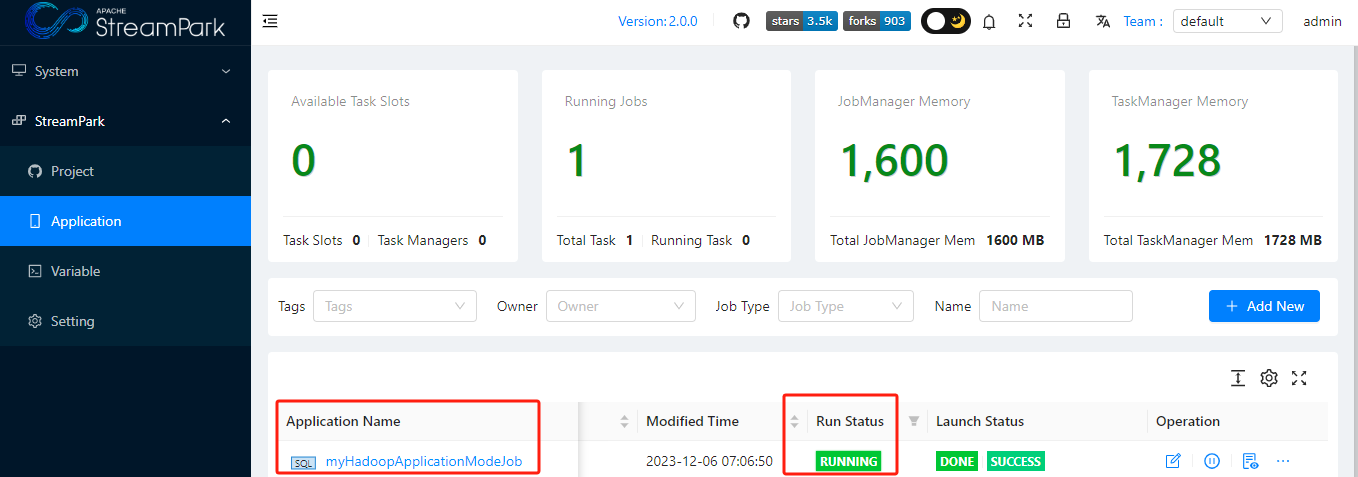 APACHE
StreamPark
Version: 2.0.0
stars 3.5k forks 903
Team : default admin
System
StreamPark
Project
Application
Variable
Setting
Available Task Slots
0
Task Slots 0 Task Managers 0
Running Jobs
1
Total Task 1 Running Task 0
JobManager Memory
1,600
Total JobManager Mem 1600 MB
TaskManager Memory
1,728
Total TaskManager Mem 1728 MB
Tags Tags Owner Owner Job Type Job Type Name Name + Add New
Application Name Modified Time Run Status Launch Status Operation
SQL myHadoopApplicationModeJob 2023-12-06 07:06:50 RUNNING DONE SUCCESS